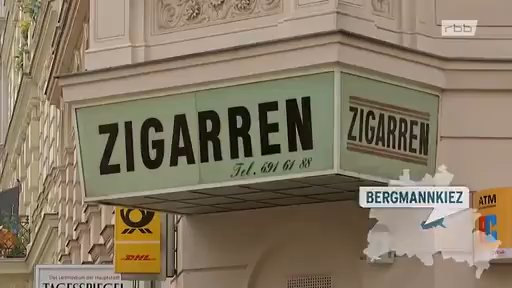 rbb
ZIGARREN
Tel. 691 61 88
ZIGARREN
BERGMANNKIEZ
ATM
DHL
TAGESSPIEGEL